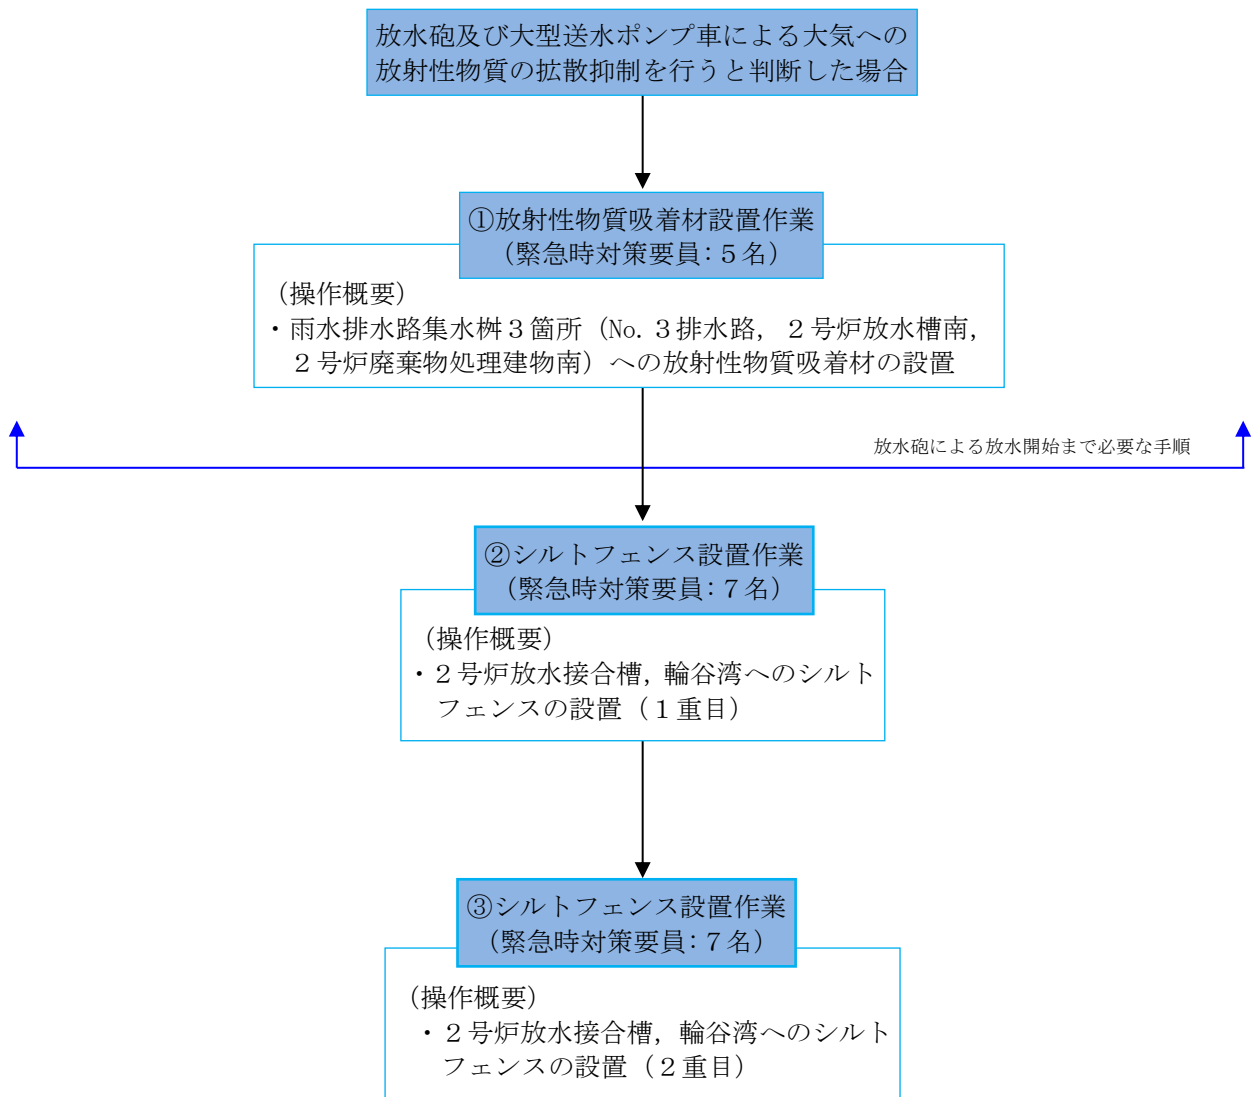 放水砲及び大型送水ポンプ車による大気への
放射性物質の拡散抑制を行うと判断した場合
①放射性物質吸着材設置作業
（緊急時対策要員：５名）
（操作概要）
・雨水排水路集水桝３箇所（No.３排水路，２号炉放水槽南，
２号炉廃棄物処理建物南）への放射性物質吸着材の設置
放水砲による放水開始まで必要な手順
②シルトフェンス設置作業
（緊急時対策要員：７名）
（操作概要）
・２号炉放水接合槽，輪谷湾へのシルト
フェンスの設置（１重目）
③シルトフェンス設置作業
（緊急時対策要員：７名）
（操作概要）
・２号炉放水接合槽，輪谷湾へのシルト
フェンスの設置（２重目）